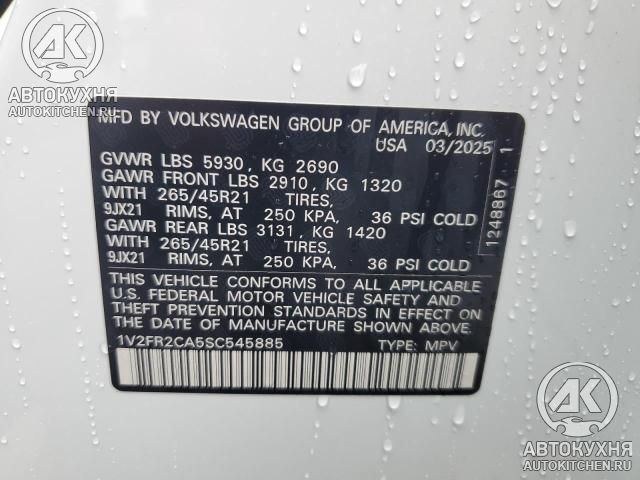 AK
АВТОКУХНЯ
AUTOKITCHEN.RU
MFD BY VOLKSWAGEN GROUP OF AMERICA, INC.
USA 03/2025
GVWR LBS 5930, KG 2690
GAWR FRONT LBS 2910, KG 1320
WITH 265/45R21 TIRES,
9JX21 RIMS, AT 250 KPA, 36 PSI COLD
GAWR REAR LBS 3131, KG 1420
WITH 265/45R21 TIRES,
9JX21 RIMS, AT 250 KPA, 36 PSI COLD
THIS VEHICLE CONFORMS TO ALL APPLICABLE
U.S. FEDERAL MOTOR VEHICLE SAFETY AND
THEFT PREVENTION STANDARDS IN EFFECT ON
THE DATE OF MANUFACTURE SHOWN ABOVE.
1V2FR2CA5SC545885 TYPE: MPV
1248867 1
AK
АВТОКУХНЯ
AUTOKITCHEN.RU